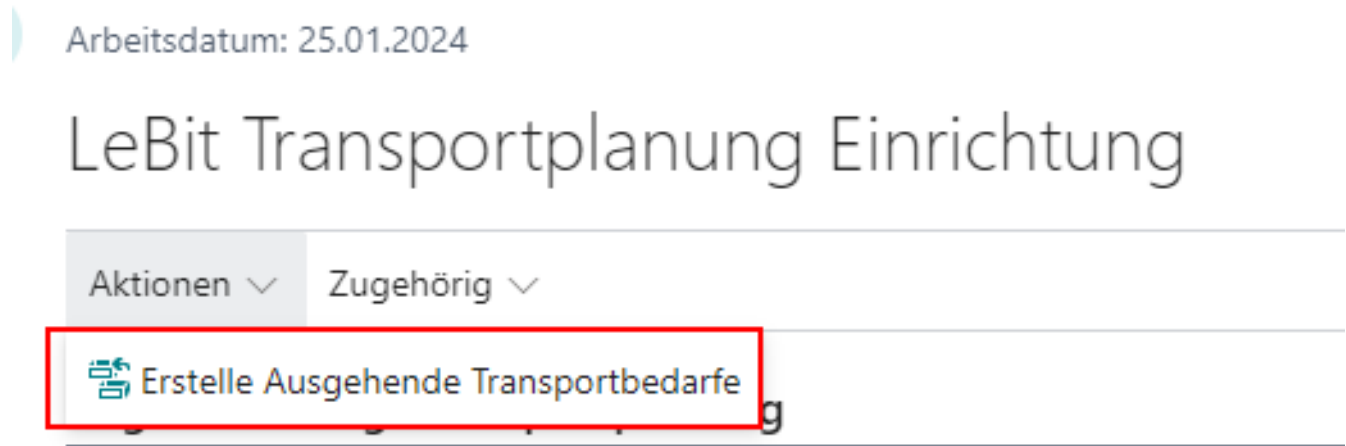 Arbeitsdatum: 25.01.2024
LeBit Transportplanung Einrichtung
Aktionen Zugehörig
Erstelle Ausgehende Transportbedarfe